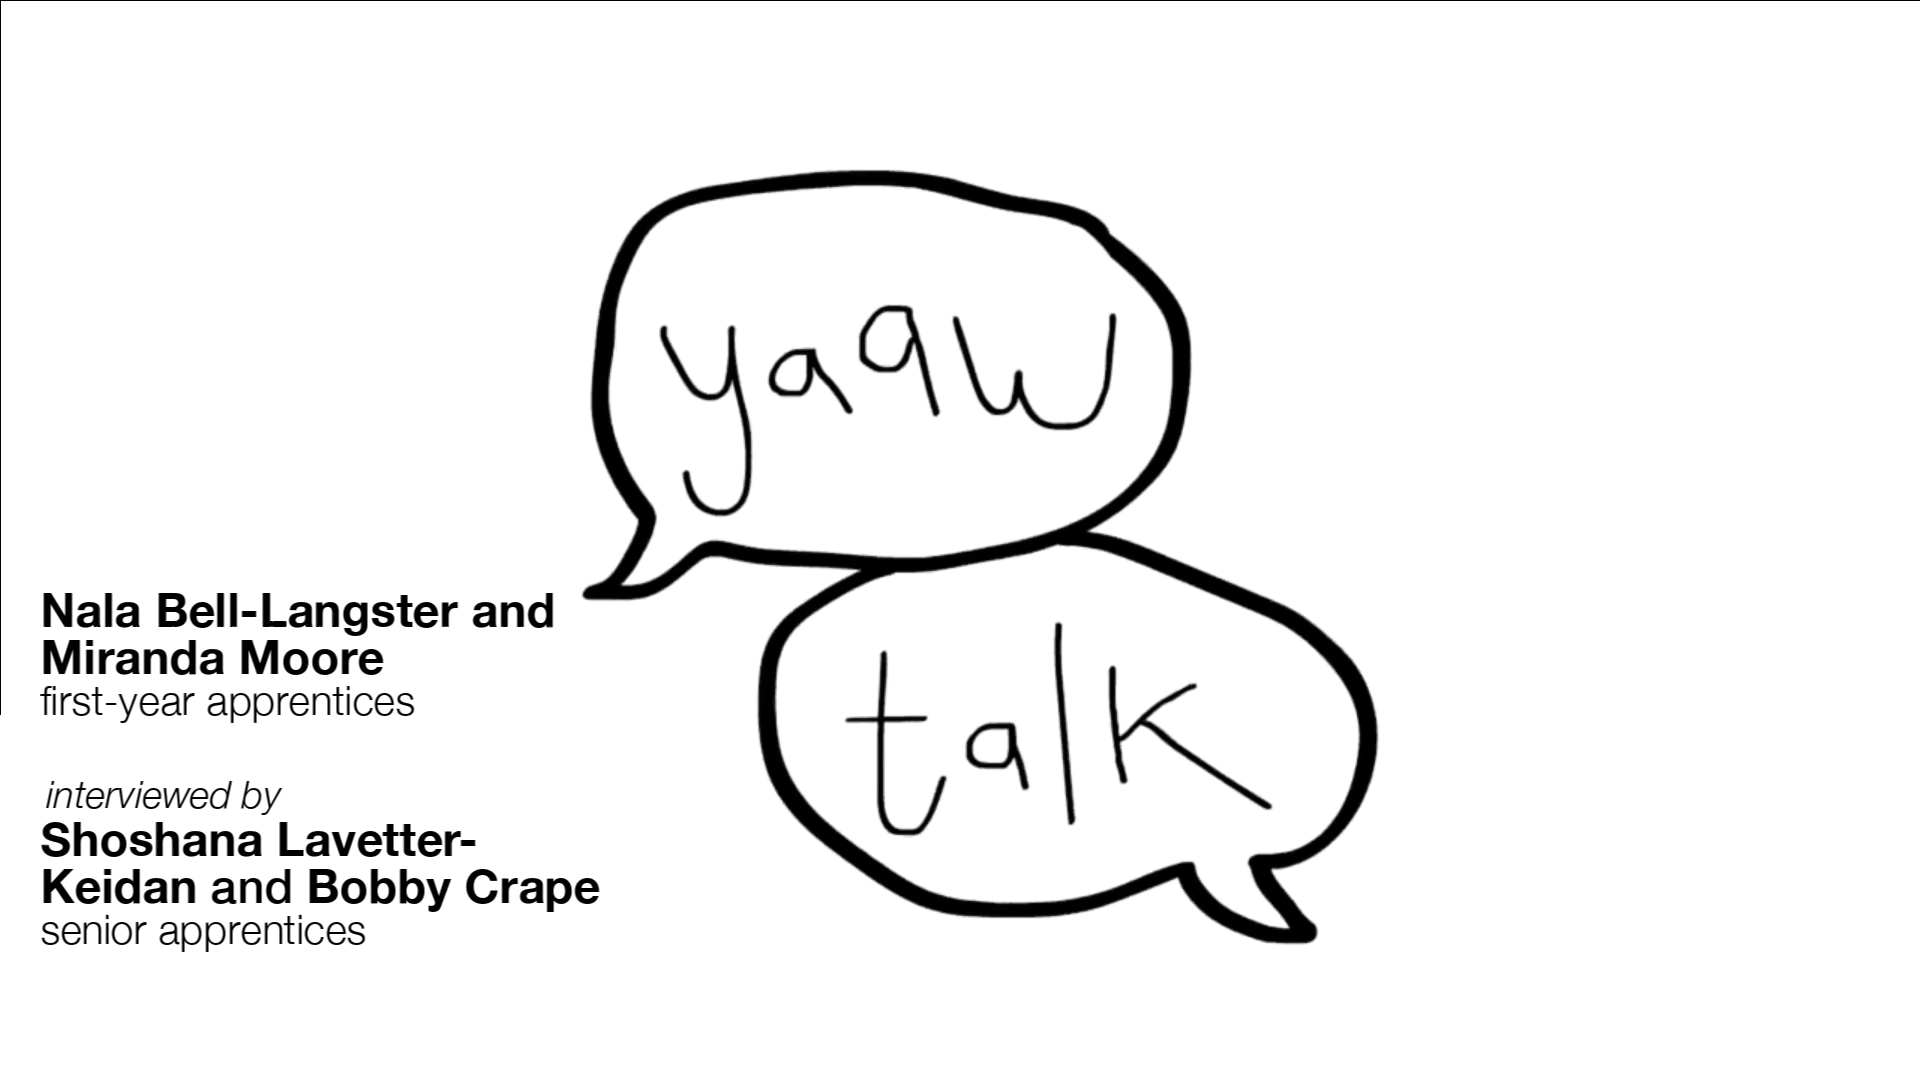 yaaw
talk
Nala Bell-Langster and
Miranda Moore
first-year apprentices
interviewed by
Shoshana Lavetter-
Keidan and Bobby Crape
senior apprentices